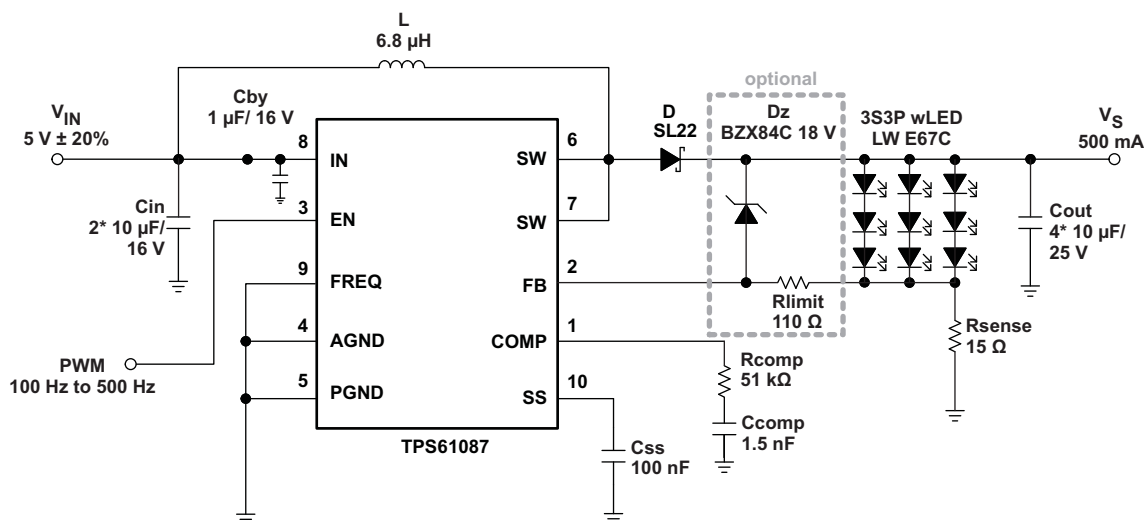 L
6.8 µH
optional
Cby
1 µF/ 16 V
VIN
5 V ± 20%
D
SL22
Dz
BZX84C 18 V
3S3P wLED
LW E67C
VS
500 mA
8
IN
SW
6
Cin
2* 10 µF/
16 V
3
EN
SW
7
Cout
4* 10 µF/
25 V
9
FREQ
FB
2
Rlimit
110 Ω
4
AGND
COMP
1
Rsense
15 Ω
PWM
100 Hz to 500 Hz
5
PGND
SS
10
Rcomp
51 kΩ
Ccomp
1.5 nF
TPS61087
Css
100 nF